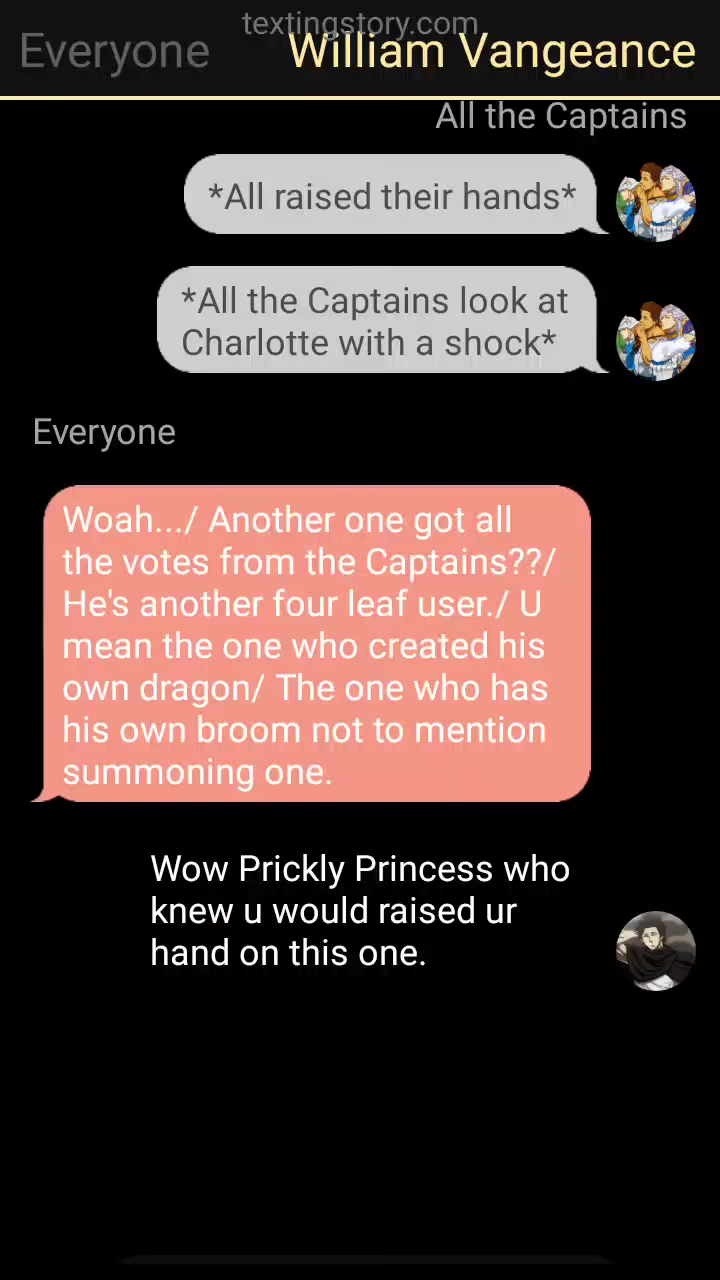 textingstory.com
Everyone
William Vangeance
All the Captains
*All raised their hands*
*All the Captains look at
Charlotte with a shock*
Everyone
Woah.../ Another one got all
the votes from the Captains??/
He's another four leaf user./ U
mean the one who created his
own dragon/ The one who has
his own broom not to mention
summoning one.
Wow Prickly Princess who
knew u would raised ur
hand on this one.